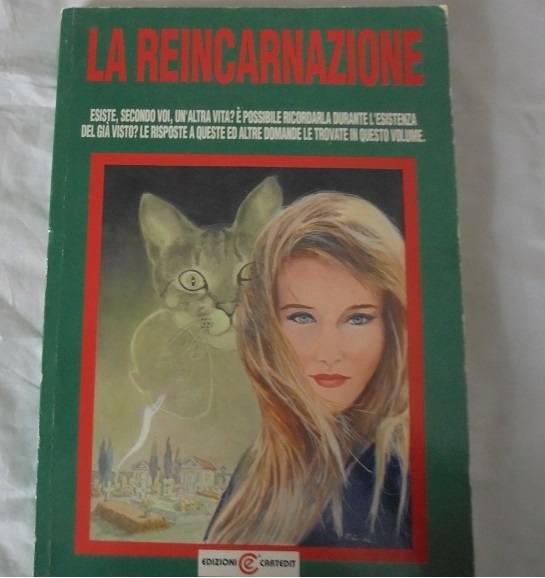 LA REINCARNAZIONE
ESISTE, SECONDO VOI, UN'ALTRA VITA? È POSSIBILE RICORDARLA DURANTE L'ESISTENZA
DEL GIÀ VISTO? LE RISPOSTE A QUESTE ED ALTRE DOMANDE LE TROVATE IN QUESTO VOLUME.
EDIZIONI CE CARTEDIT